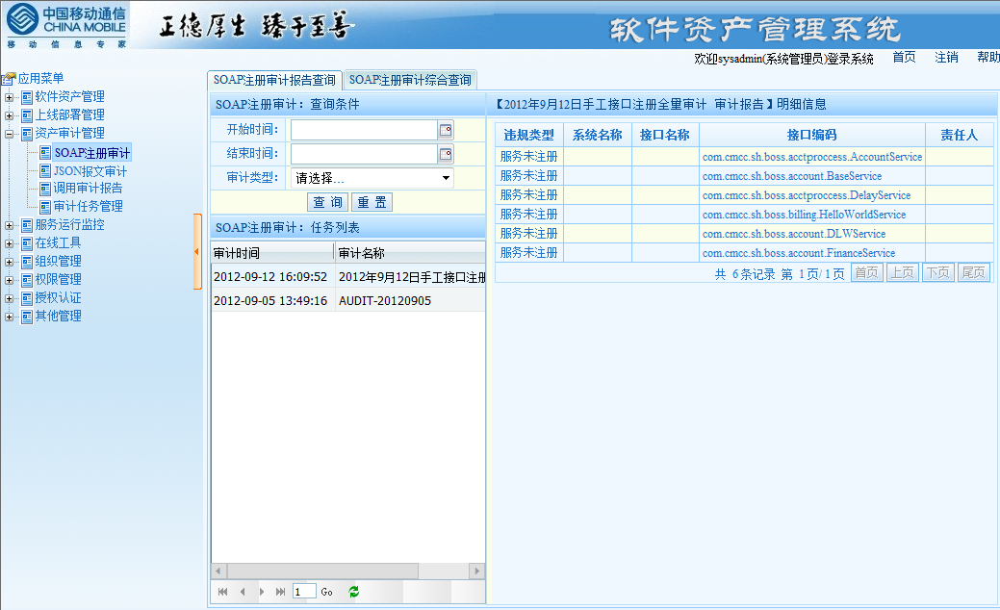 中国移动通信
CHINA MOBILE
移动信息专家
正德厚生 臻于至善
软件资产管理系统
欢迎sysadmin(系统管理员)登录系统 首页 注销 帮助
应用菜单
软件资产管理
上线部署管理
资产审计管理
SOAP注册审计
JSON报文审计
调用审计报告
审计任务管理
服务运行监控
在线工具
组织管理
权限管理
授权认证
其他管理
SOAP注册审计报告查询 SOAP注册审计综合查询
SOAP注册审计：查询条件
开始时间：
结束时间：
审计类型： 请选择...
查 询 重 置
SOAP注册审计：任务列表
审计时间 审计名称
2012-09-12 16:09:52 2012年9月12日手工接口注册
2012-09-05 13:49:16 AUDIT-20120905
1 Go
【2012年9月12日手工接口注册全量审计 审计报告】明细信息
违规类型 系统名称 接口名称 接口编码 责任人
服务未注册 com.cmcc.sh.boss.acctproccess.AccountService
服务未注册 com.cmcc.sh.boss.account.BaseService
服务未注册 com.cmcc.sh.boss.acctproccess.DelayService
服务未注册 com.cmcc.sh.boss.billing.HelloWorldService
服务未注册 com.cmcc.sh.boss.account.DLWService
服务未注册 com.cmcc.sh.boss.account.FinanceService
共 6条记录 第 1页/1页 首页 上页 下页 尾页